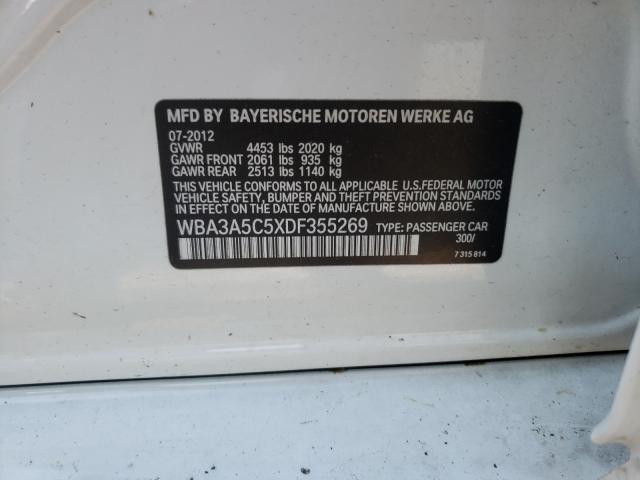 MFD BY BAYERISCHE MOTOREN WERKE AG
07-2012
GVWR 4453 lbs 2020 kg
GAWR FRONT 2061 lbs 935 kg
GAWR REAR 2513 lbs 1140 kg
THIS VEHICLE CONFORMS TO ALL APPLICABLE U.S.FEDERAL MOTOR
VEHICLE SAFETY, BUMPER, AND THEFT PREVENTION STANDARDS
IN EFFECT ON THE DATE OF MANUFACTURE SHOWN ABOVE.
WBA3A5C5XDF355269 TYPE: PASSENGER CAR
300/
7 315 814